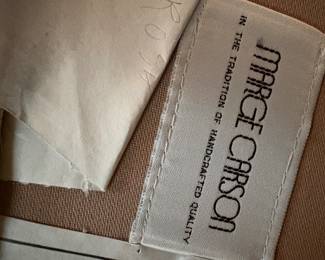 MARGE CARSON
IN THE TRADITION OF HANDCRAFTED QUALITY